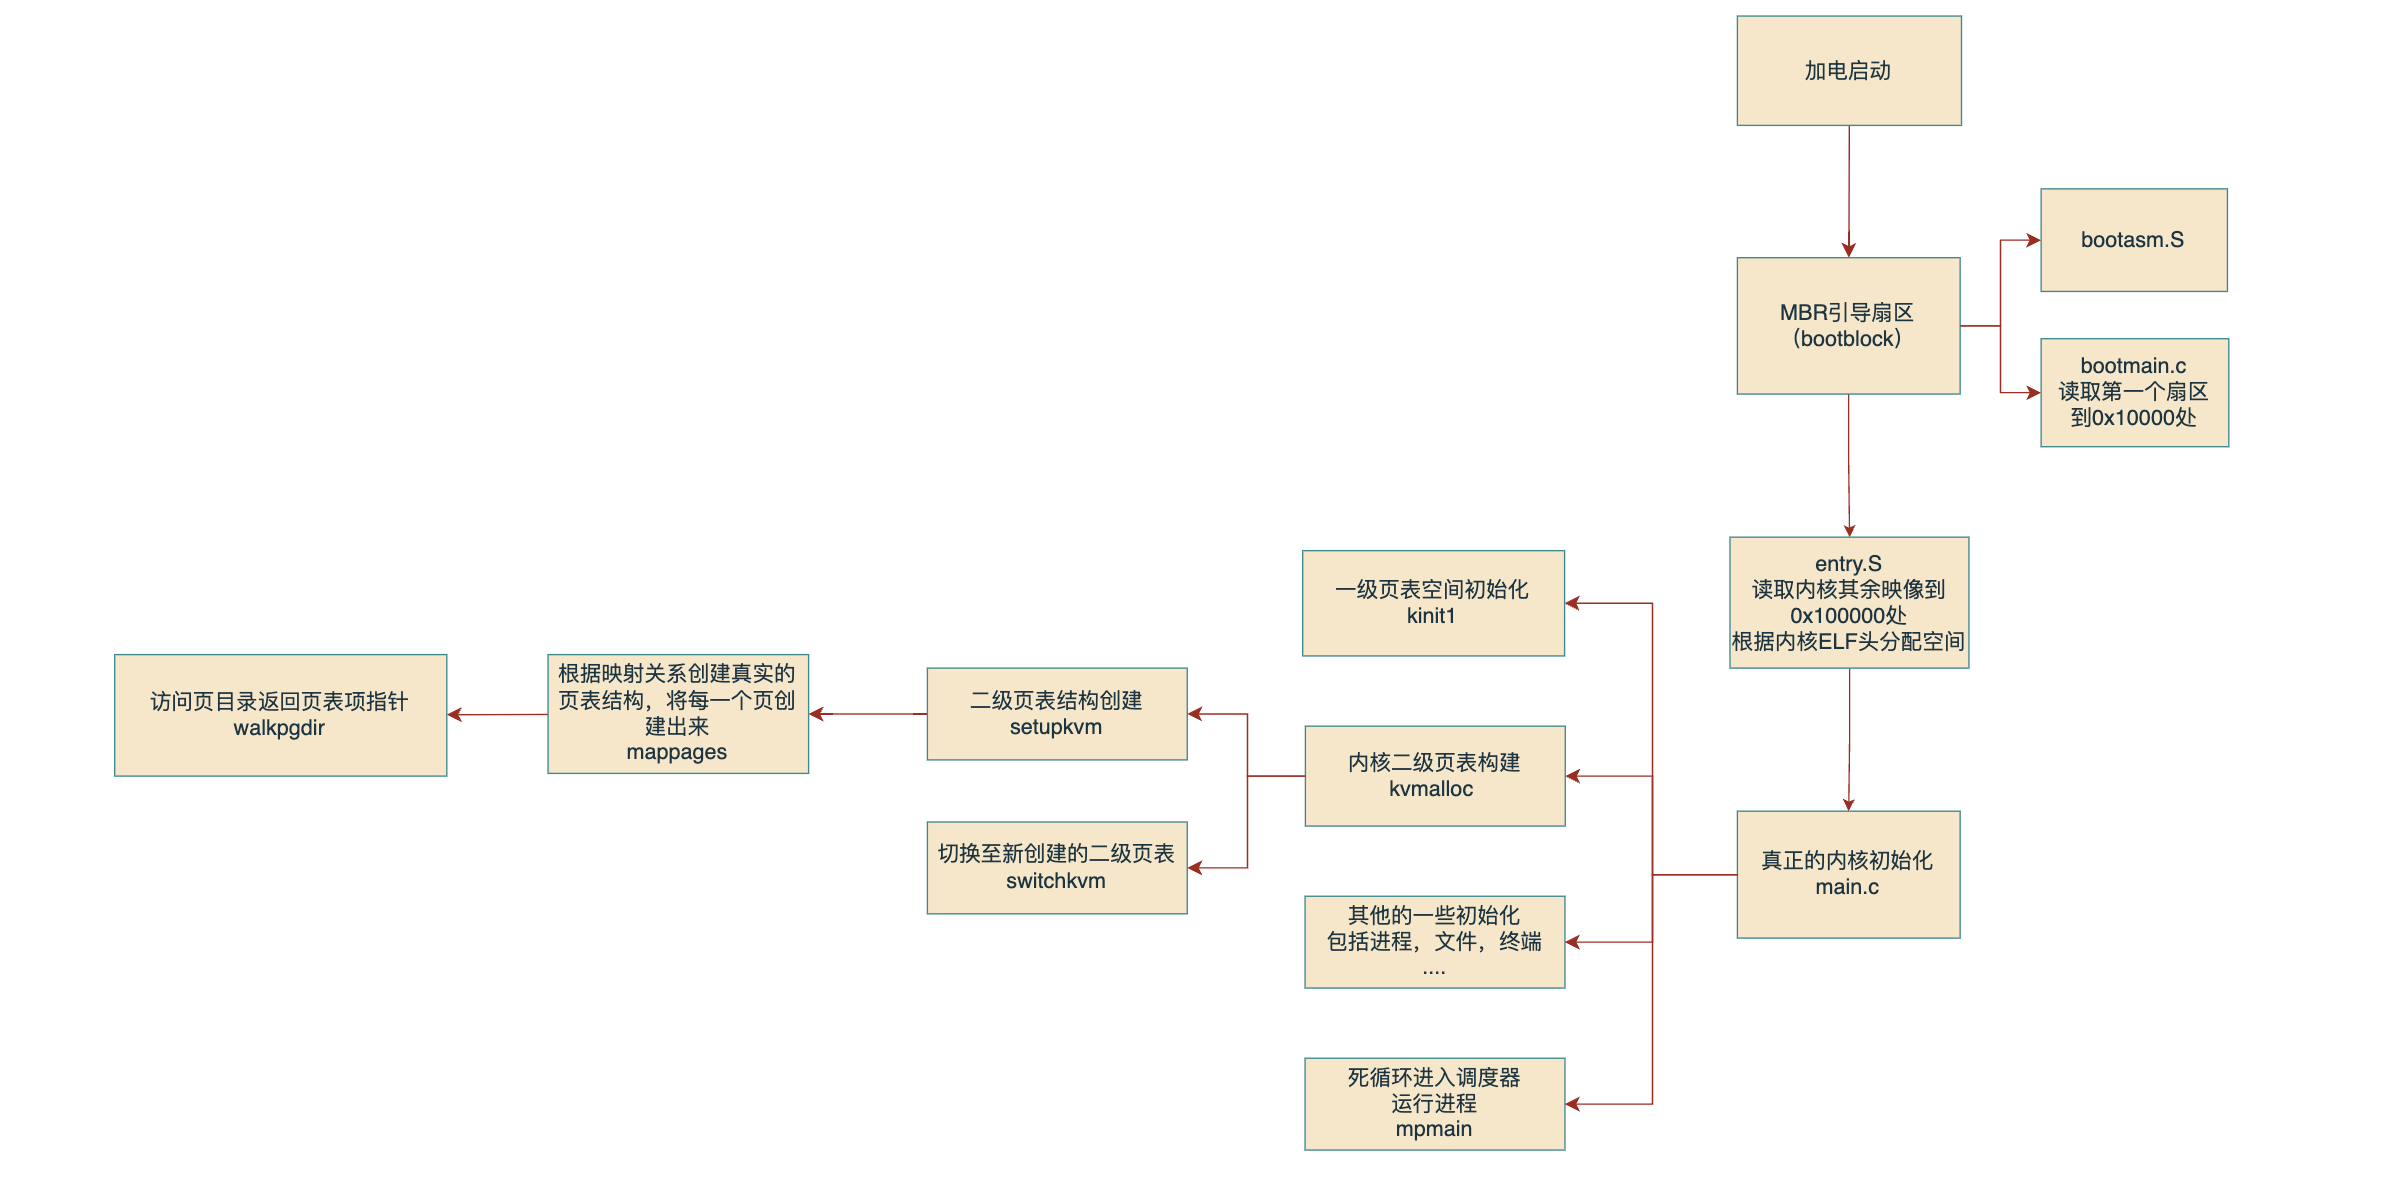 加电启动
MBR引导扇区
（bootblock）
bootasm.S
bootmain.c
读取第一个扇区
到0x10000处
entry.S
读取内核其余映像到
0x100000处
根据内核ELF头分配空间
真正的内核初始化
main.c
一级页表空间初始化
kinit1
内核二级页表构建
kvmalloc
其他的一些初始化
包括进程，文件，终端
....
死循环进入调度器
运行进程
mpmain
二级页表结构创建
setupkvm
切换至新创建的二级页表
switchkvm
根据映射关系创建真实的
页表结构，将每一个页创
建出来
mappages
访问页目录返回页表项指针
walkpgdir